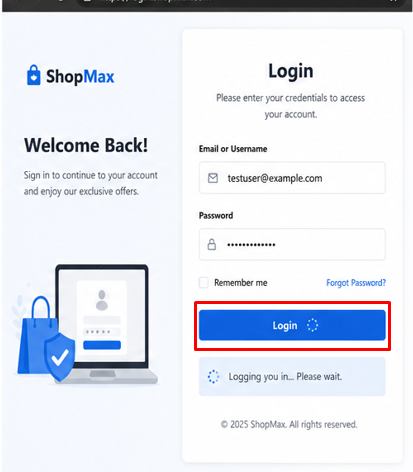 ShopMax
Welcome Back!
Sign in to continue to your account
and enjoy our exclusive offers.
Login
Please enter your credentials to access
your account.
Email or Username
testuser@example.com
Password
•••••••••••••
Remember me
Forgot Password?
Login
Logging you in... Please wait.
© 2025 ShopMax. All rights reserved.